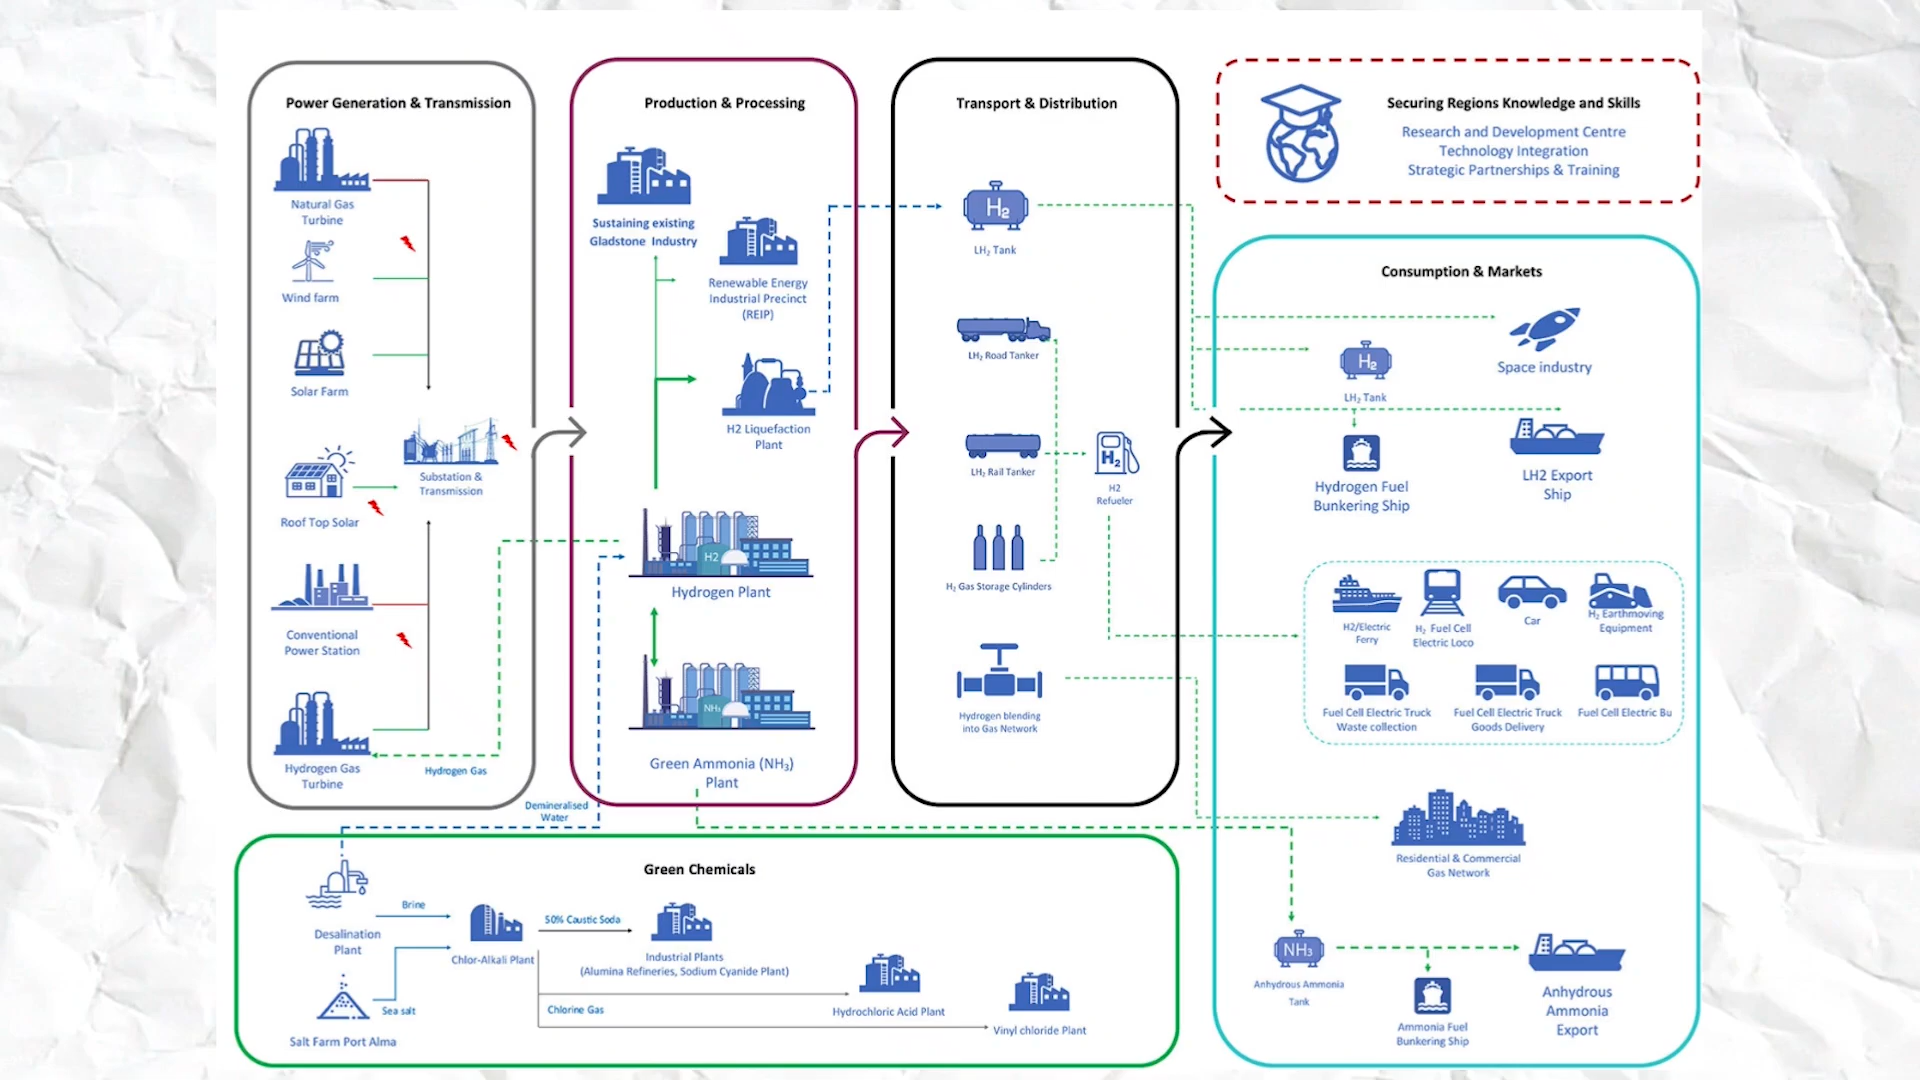 Power Generation & Transmission
Natural Gas
Turbine
Wind farm
Solar Farm
Substation &
Transmission
Roof Top Solar
Conventional
Power Station
Hydrogen Gas
Turbine
Hydrogen Gas
Production & Processing
Sustaining existing
Gladstone Industry
Renewable Energy
Industrial Precinct
(REIP)
H2 Liquefaction
Plant
H2
Hydrogen Plant
NH₃
Green Ammonia (NH₃)
Plant
Demineralised
Water
Transport & Distribution
H₂
LH₂ Tank
LH₂ Road Tanker
LH₂ Rail Tanker
H₂
H2
Refueler
H₂ Gas Storage Cylinders
Hydrogen blending
into Gas Network
Securing Regions Knowledge and Skills
Research and Development Centre
Technology Integration
Strategic Partnerships & Training
Consumption & Markets
Space industry
H₂
LH₂ Tank
Hydrogen Fuel
Bunkering Ship
LH2 Export
Ship
H2/Electric
Ferry
H₂ Fuel Cell
Electric Loco
Car
H₂ Earthmoving
Equipment
Fuel Cell Electric Truck
Waste collection
Fuel Cell Electric Truck
Goods Delivery
Fuel Cell Electric Bu
Residential & Commercial
Gas Network
NH₃
Anhydrous Ammonia
Tank
Ammonia Fuel
Bunkering Ship
Anhydrous
Ammonia
Export
Green Chemicals
Desalination
Plant
Brine
Sea salt
Salt Farm Port Alma
Chlor-Alkali Plant
50% Caustic Soda
Industrial Plants
(Alumina Refineries, Sodium Cyanide Plant)
Chlorine Gas
Hydrochloric Acid Plant
Vinyl chloride Plant